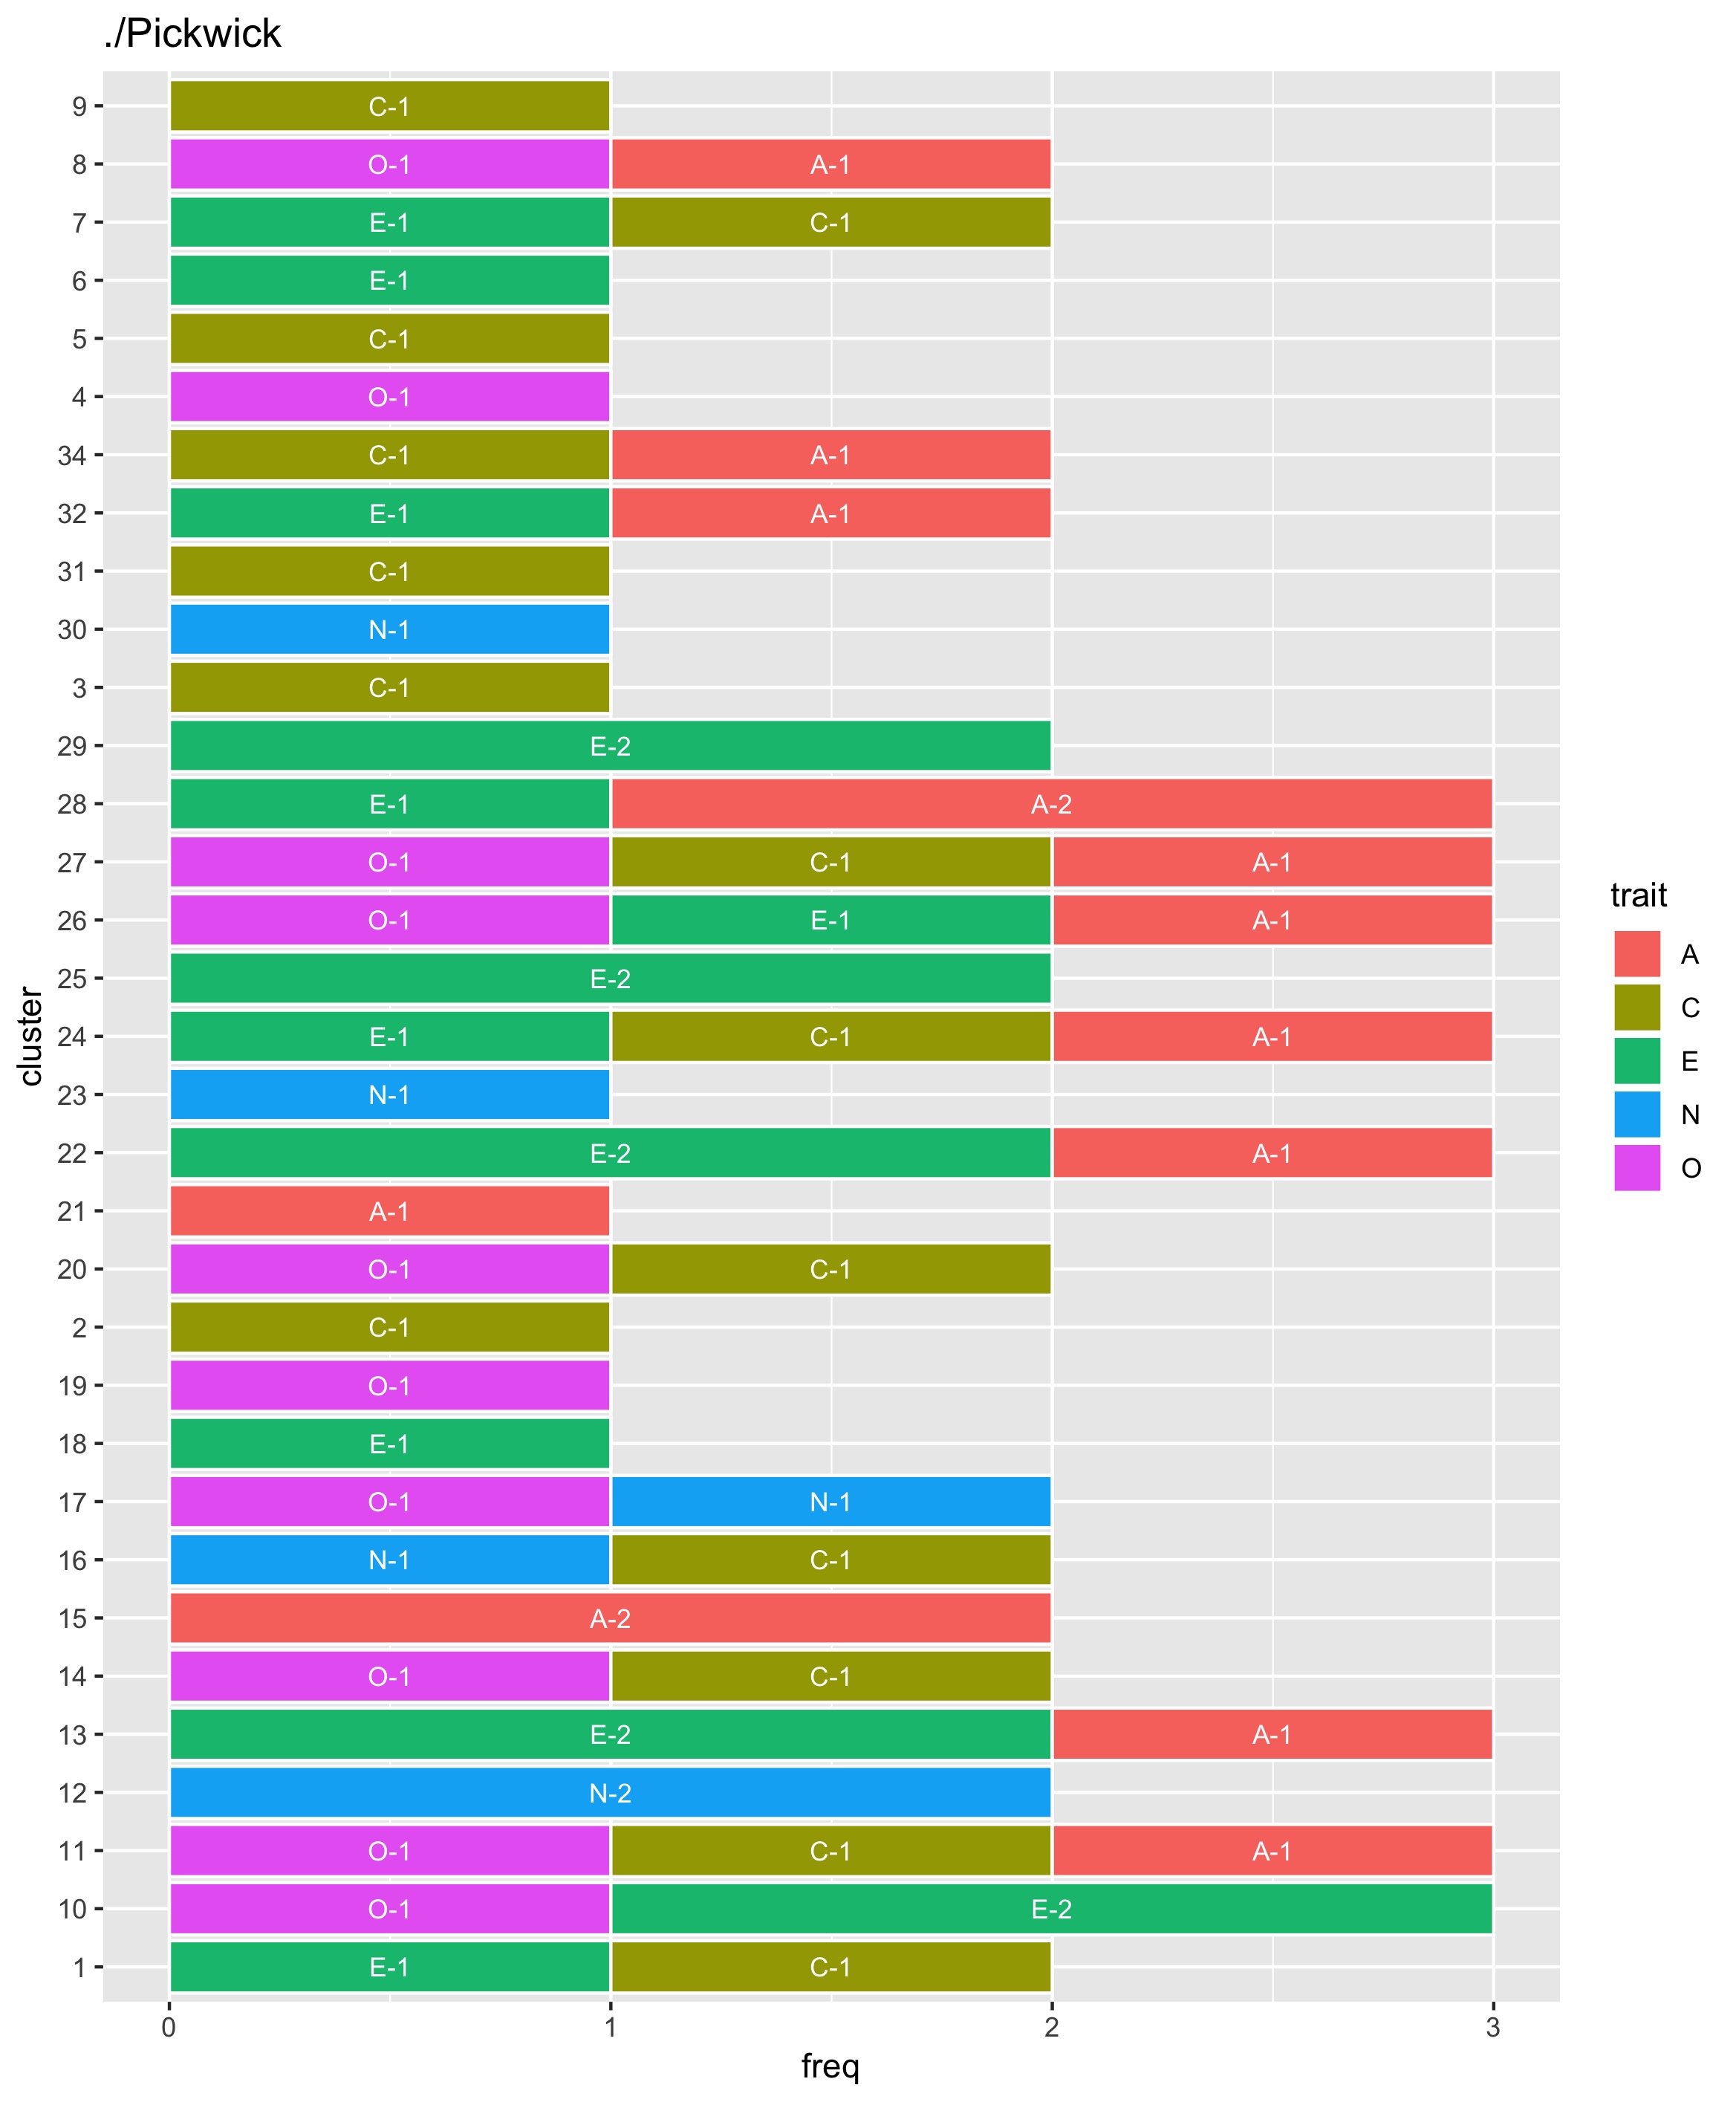 ./Pickwick
9 C-1
8 O-1 A-1
7 E-1 C-1
6 E-1
5 C-1
4 O-1
34 C-1 A-1
32 E-1 A-1
31 C-1
30 N-1
3 C-1
29 E-2
28 E-1 A-2
27 O-1 C-1 A-1
26 O-1 E-1 A-1
25 E-2
24 E-1 C-1 A-1
23 N-1
22 E-2 A-1
21 A-1
20 O-1 C-1
2 C-1
19 O-1
18 E-1
17 O-1 N-1
16 N-1 C-1
15 A-2
14 O-1 C-1
13 E-2 A-1
12 N-2
11 O-1 C-1 A-1
10 O-1 E-2
1 E-1 C-1
0 1 2 3
freq
cluster
trait
A
C
E
N
O